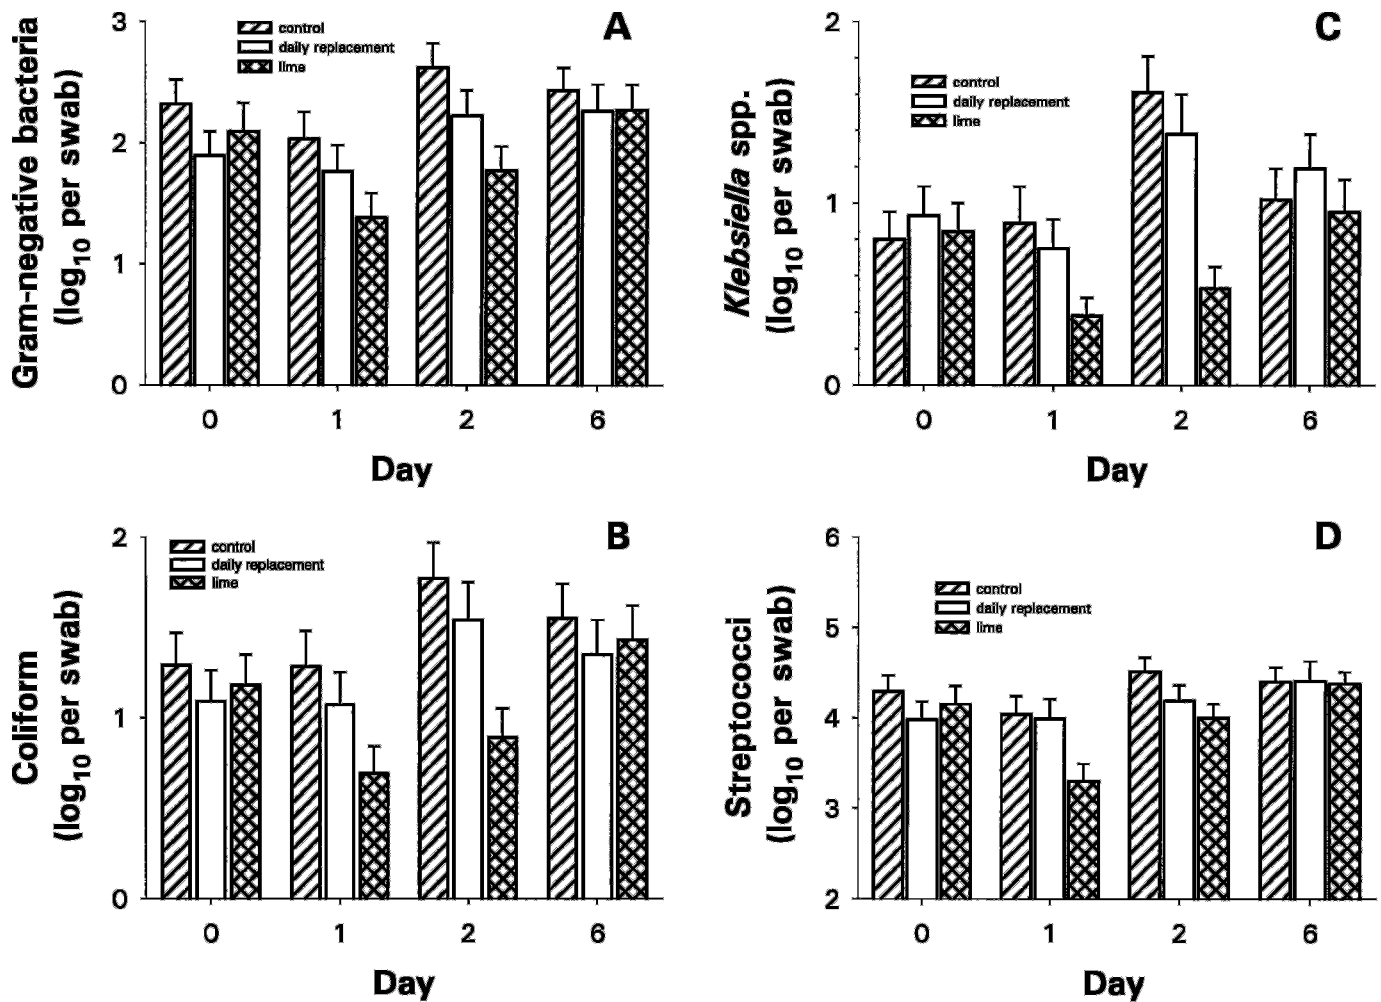 A
Gram-negative bacteria
(log10 per swab)
3
2
1
0
control
daily replacement
lime
0 1 2 6
Day
C
Klebsiella spp.
(log10 per swab)
2
1
0
control
daily replacement
lime
0 1 2 6
Day
B
Coliform
(log10 per swab)
2
1
0
control
daily replacement
lime
0 1 2 6
Day
D
Streptococci
(log10 per swab)
6
5
4
3
2
control
daily replacement
lime
0 1 2 6
Day